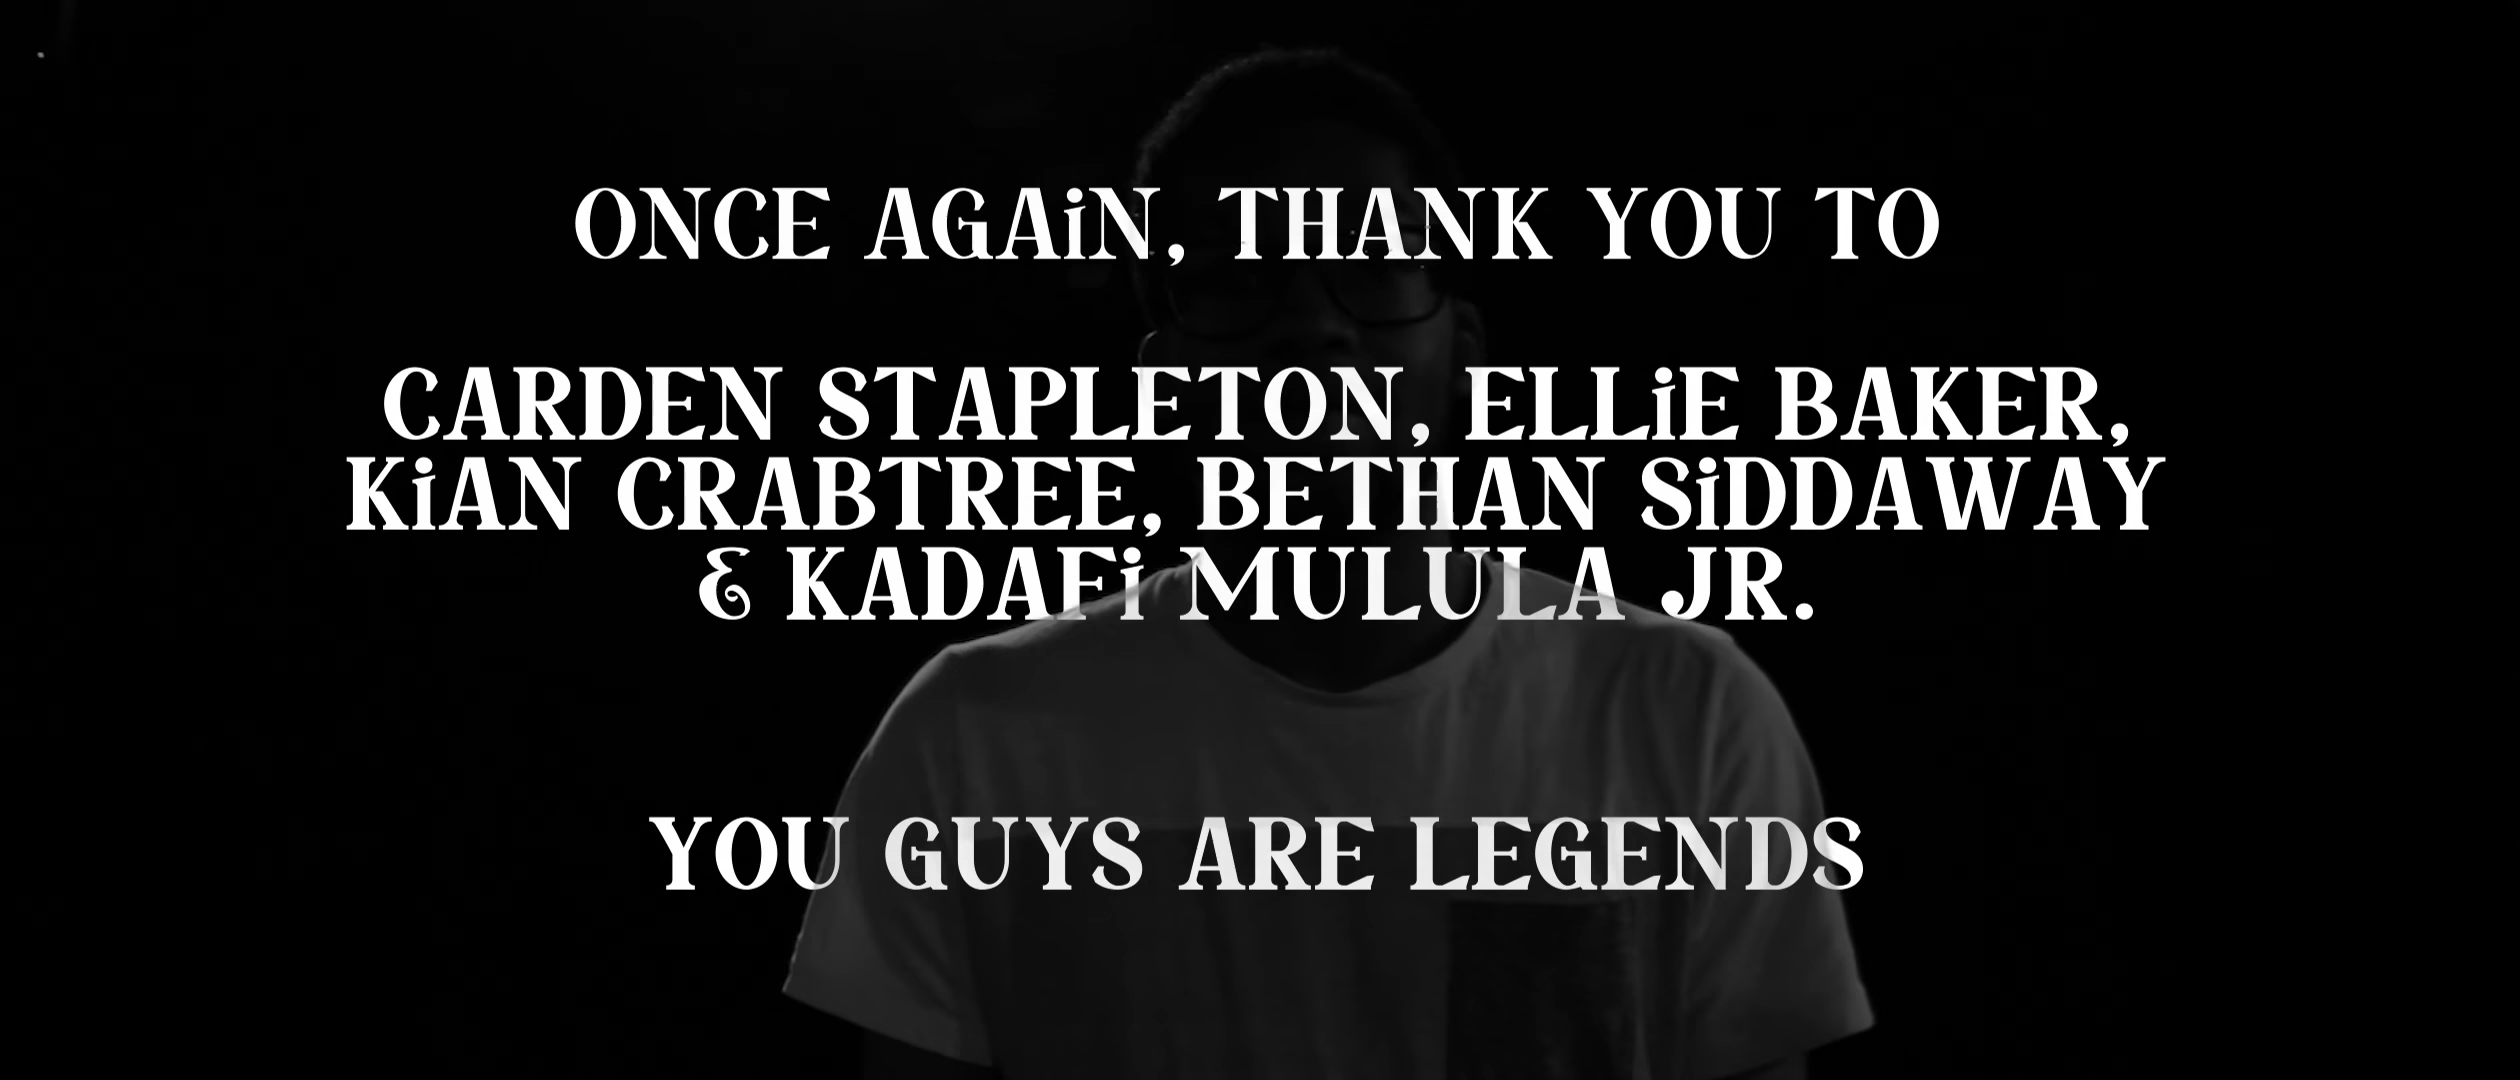 ONCE AGAiN, THANK YOU TO
CARDEN STAPLETON, ELLiE BAKER,
KiAN CRABTREE, BETHAN SiDDAWAY
& KADAFi MULULA JR.
YOU GUYS ARE LEGENDS